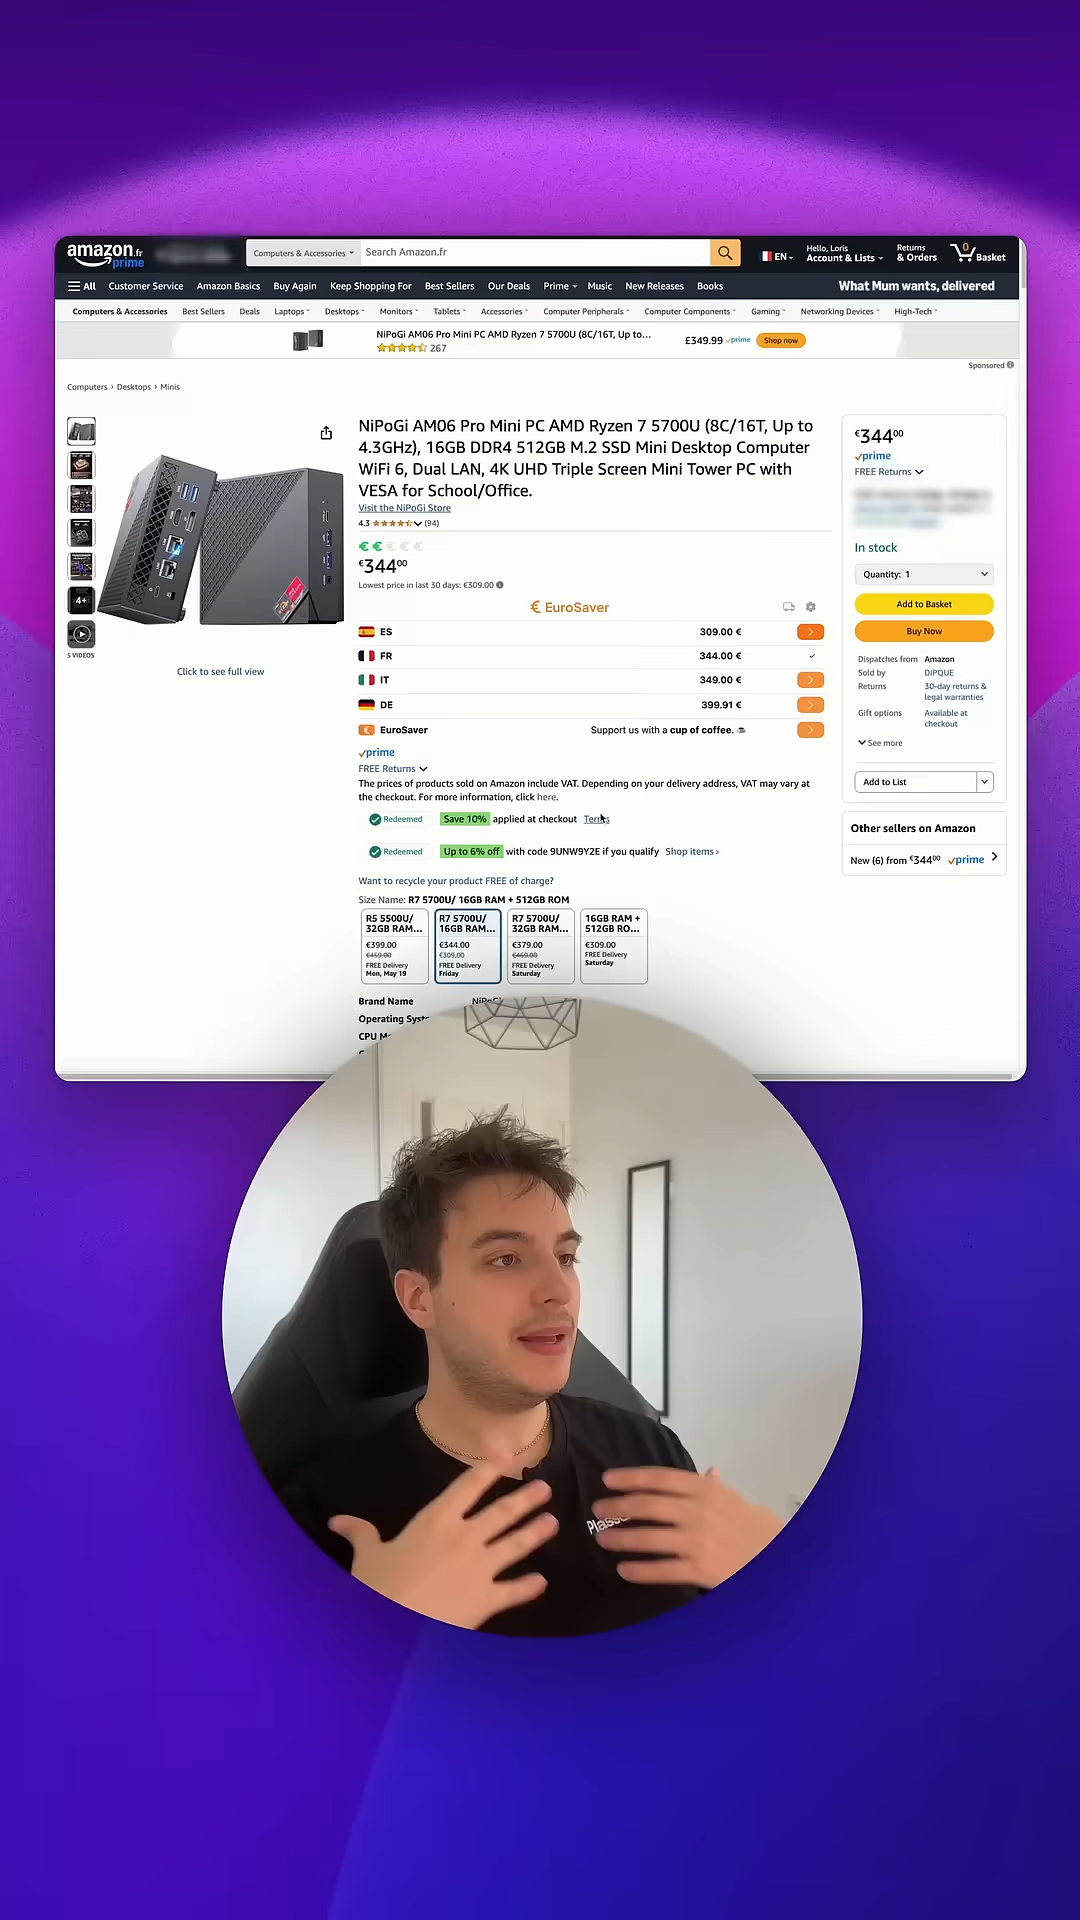 amazon.fr
prime
Computers & Accessories
Search Amazon.fr
EN
Hello, Loris
Account & Lists
Returns
& Orders
0
Basket
All
Customer Service
Amazon Basics
Buy Again
Keep Shopping For
Best Sellers
Our Deals
Prime
Music
New Releases
Books
What Mum wants, delivered
Computers & Accessories
Best Sellers
Deals
Laptops
Desktops
Monitors
Tablets
Accessories
Computer Peripherals
Computer Components
Gaming
Networking Devices
High-Tech
NiPoGi AM06 Pro Mini PC AMD Ryzen 7 5700U (8C/16T, Up to...
267
£349.99 prime
Shop now
Sponsored
Computers › Desktops › Minis
4+
5 VIDEOS
Click to see full view
NiPoGi AM06 Pro Mini PC AMD Ryzen 7 5700U (8C/16T, Up to
4.3GHz), 16GB DDR4 512GB M.2 SSD Mini Desktop Computer
WiFi 6, Dual LAN, 4K UHD Triple Screen Mini Tower PC with
VESA for School/Office.
Visit the NiPoGi Store
4.3
(94)
€ € € € €
€344⁰⁰
Lowest price in last 30 days: €309.00
€ EuroSaver
ES 309.00 €
FR 344.00 €
IT 349.00 €
DE 399.91 €
€ EuroSaver Support us with a cup of coffee.
prime
FREE Returns
The prices of products sold on Amazon include VAT. Depending on your delivery address, VAT may vary at
the checkout. For more information, click here.
Redeemed Save 10% applied at checkout Terms
Redeemed Up to 6% off with code 9UNW9Y2E if you qualify Shop items ›
Want to recycle your product FREE of charge?
Size Name: R7 5700U/ 16GB RAM + 512GB ROM
R5 5500U/
32GB RAM...
€399.00
€459.00
FREE Delivery
Mon, May 19
R7 5700U/
16GB RAM...
€344.00
€309.00
FREE Delivery
Friday
R7 5700U/
32GB RAM...
€379.00
€469.00
FREE Delivery
Saturday
16GB RAM +
512GB RO...
€309.00
FREE Delivery
Saturday
Brand Name
Operating Syst
CPU M
€344⁰⁰
prime
FREE Returns
In stock
Quantity: 1
Add to Basket
Buy Now
Dispatches from Amazon
Sold by DIPQUE
Returns 30-day returns &
legal warranties
Gift options Available at
checkout
See more
Add to List
Other sellers on Amazon
New (6) from €344⁰⁰ prime